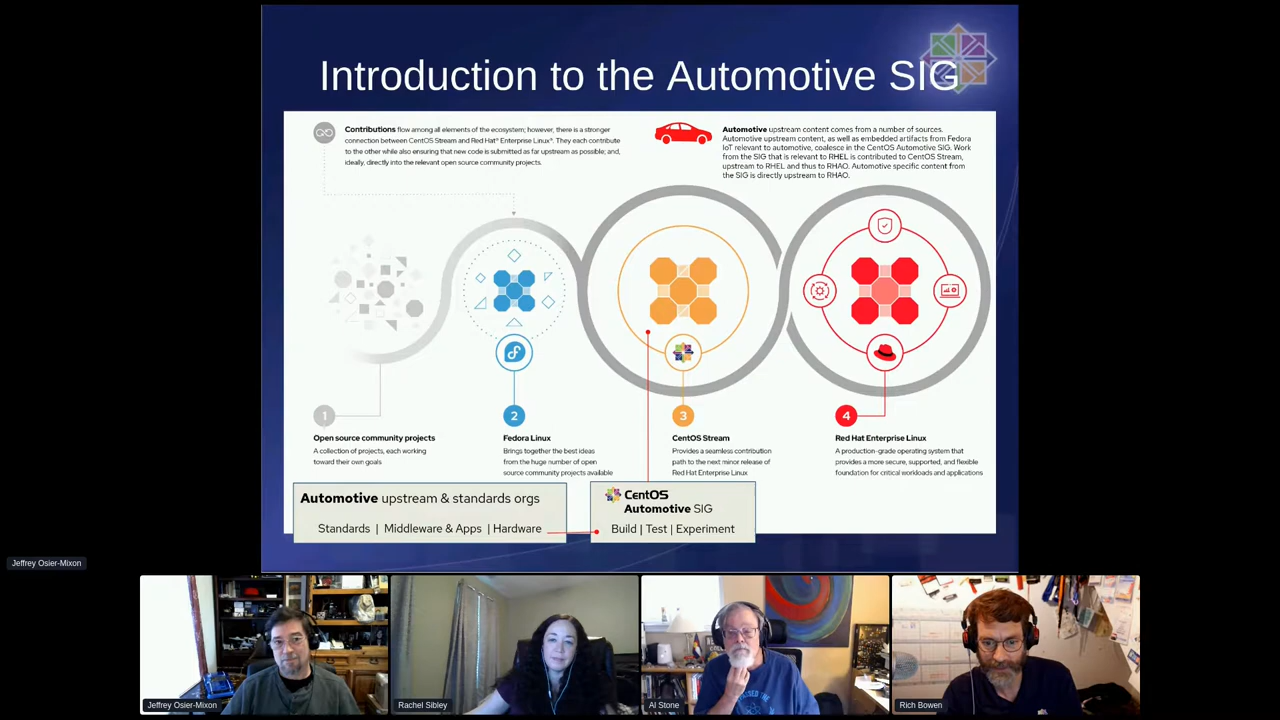 Introduction to the Automotive SIG
Contributions flow among all elements of the ecosystem; however, there is a stronger
connection between CentOS Stream and Red Hat® Enterprise Linux®. They each contribute
to the other while also ensuring that new code is submitted as far upstream as possible; and,
ideally, directly into the relevant open source community projects.
Automotive upstream content comes from a number of sources.
Automotive upstream content, as well as embedded artifacts from Fedora
IoT relevant to automotive, coalesce in the CentOS Automotive SIG. Work
from the SIG that is relevant to RHEL is contributed to CentOS Stream,
upstream to RHEL and thus to RHAO. Automotive specific content from
the SIG is directly upstream to RHAO.
1
Open source community projects
A collection of projects, each working
toward their own goals
2
Fedora Linux
Brings together the best ideas
from the huge number of open
source community projects available
3
CentOS Stream
Provides a seamless contribution
path to the next minor release of
Red Hat Enterprise Linux
4
Red Hat Enterprise Linux
A production-grade operating system that
provides a more secure, supported, and flexible
foundation for critical workloads and applications
Automotive upstream & standards orgs
Standards | Middleware & Apps | Hardware
CentOS
Automotive SIG
Build | Test | Experiment
Jeffrey Osier-Mixon
Jeffrey Osier-Mixon
Rachel Sibley
Al Stone
Rich Bowen